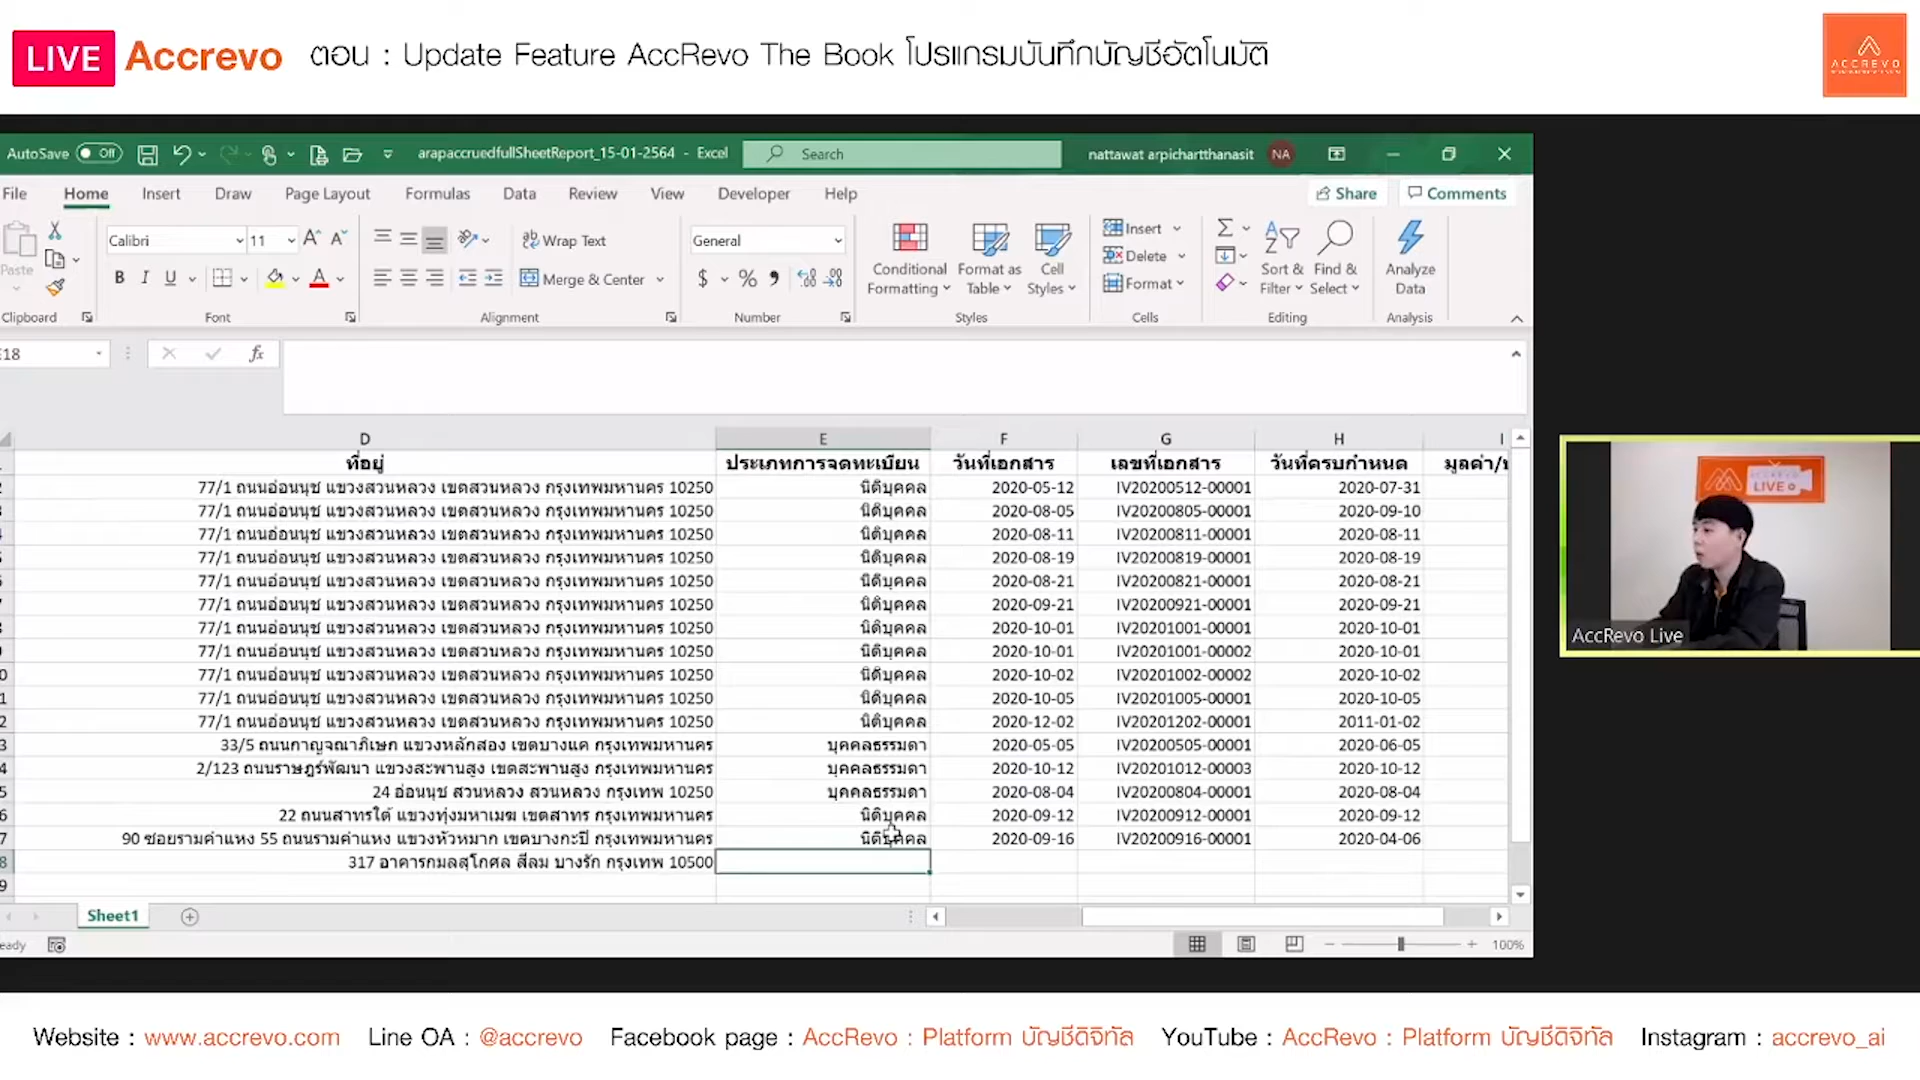 LIVE Accrevo ตอน : Update Feature AccRevo The Book โปรแกรมบันทึกบัญชีอัตโนมัติ
ACCREVO
AutoSave Off arapaccruedfullSheetReport_15-01-2564 - Excel Search nattawat arpichartthanasit NA
File Home Insert Draw Page Layout Formulas Data Review View Developer Help Share Comments
Calibri 11 Wrap Text General Insert
Paste B I U Merge & Center $ % Conditional Formatting Format as Table Cell Styles Delete Format Sort & Filter Find & Select Analyze Data
Clipboard Font Alignment Number Styles Cells Editing Analysis
E18 fx
D E F G H I
ที่อยู่ ประเภทการจดทะเบียน วันที่เอกสาร เลขที่เอกสาร วันที่ครบกำหนด
77/1 ถนนอ่อนนุช แขวงสวนหลวง เขตสวนหลวง กรุงเทพมหานคร 10250 นิติบุคคล 2020-05-12 IV20200512-00001 2020-07-31
77/1 ถนนอ่อนนุช แขวงสวนหลวง เขตสวนหลวง กรุงเทพมหานคร 10250 นิติบุคคล 2020-08-05 IV20200805-00001 2020-09-10
77/1 ถนนอ่อนนุช แขวงสวนหลวง เขตสวนหลวง กรุงเทพมหานคร 10250 นิติบุคคล 2020-08-11 IV20200811-00001 2020-08-11
77/1 ถนนอ่อนนุช แขวงสวนหลวง เขตสวนหลวง กรุงเทพมหานคร 10250 นิติบุคคล 2020-08-19 IV20200819-00001 2020-08-19
77/1 ถนนอ่อนนุช แขวงสวนหลวง เขตสวนหลวง กรุงเทพมหานคร 10250 นิติบุคคล 2020-08-21 IV20200821-00001 2020-08-21
77/1 ถนนอ่อนนุช แขวงสวนหลวง เขตสวนหลวง กรุงเทพมหานคร 10250 นิติบุคคล 2020-09-21 IV20200921-00001 2020-09-21
77/1 ถนนอ่อนนุช แขวงสวนหลวง เขตสวนหลวง กรุงเทพมหานคร 10250 นิติบุคคล 2020-10-01 IV20201001-00001 2020-10-01
77/1 ถนนอ่อนนุช แขวงสวนหลวง เขตสวนหลวง กรุงเทพมหานคร 10250 นิติบุคคล 2020-10-01 IV20201001-00002 2020-10-01
77/1 ถนนอ่อนนุช แขวงสวนหลวง เขตสวนหลวง กรุงเทพมหานคร 10250 นิติบุคคล 2020-10-02 IV20201002-00002 2020-10-02
77/1 ถนนอ่อนนุช แขวงสวนหลวง เขตสวนหลวง กรุงเทพมหานคร 10250 นิติบุคคล 2020-10-05 IV20201005-00001 2020-10-05
77/1 ถนนอ่อนนุช แขวงสวนหลวง เขตสวนหลวง กรุงเทพมหานคร 10250 นิติบุคคล 2020-12-02 IV20201202-00001 2011-01-02
33/5 ถนนกาญจณาภิเษก แขวงหลักสอง เขตบางแค กรุงเทพมหานคร บุคคลธรรมดา 2020-05-05 IV20200505-00001 2020-06-05
2/123 ถนนราษฎร์พัฒนา แขวงสะพานสูง เขตสะพานสูง กรุงเทพมหานคร บุคคลธรรมดา 2020-10-12 IV20201012-00003 2020-10-12
24 อ่อนนุช สวนหลวง สวนหลวง กรุงเทพ 10250 บุคคลธรรมดา 2020-08-04 IV20200804-00001 2020-08-04
22 ถนนสาทรใต้ แขวงทุ่งมหาเมฆ เขตสาทร กรุงเทพมหานคร นิติบุคคล 2020-09-12 IV20200912-00001 2020-09-12
90 ซอยรามคำแหง 55 ถนนรามคำแหง แขวงหัวหมาก เขตบางกะปิ กรุงเทพมหานคร นิติบุคคล 2020-09-16 IV20200916-00001 2020-04-06
317 อาคารกมลสุโกศล สีลม บางรัก กรุงเทพ 10500
Sheet1
100%
LIVE
AccRevo Live
Website : www.accrevo.com Line OA : @accrevo Facebook page : AccRevo : Platform บัญชีดิจิทัล YouTube : AccRevo : Platform บัญชีดิจิทัล Instagram : accrevo_ai